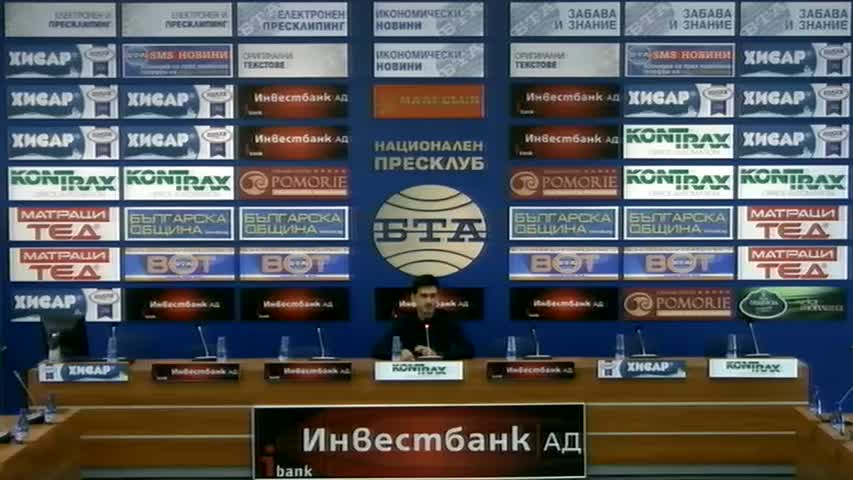 ЕЛЕКТРОНЕН И ПРЕСКЛИПИНГ
ЕЛЕКТРОНЕН ПРЕСКЛИПИНГ
ИКОНОМИЧЕСКИ НОВИНИ
ЗАБАВА И ЗНАНИЕ
ЗАБАВА И ЗНАНИЕ
ХИСАР
SMS НОВИНИ
ОРИГИНАЛНИ ТЕКСТОВЕ
ИКОНОМИЧЕСКИ НОВИНИ
ОРИГИНАЛНИ ТЕКСТОВЕ
SMS НОВИНИ
ХИСАР
ХИСАР
ХИСАР
ИНВЕСТБАНК АД
MAXI CLUB
ИНВЕСТБАНК АД
ХИСАР
ХИСАР
ХИСАР
ХИСАР
ИНВЕСТБАНК АД
НАЦИОНАЛЕН
ПРЕСКЛУБ
ИНВЕСТБАНК АД
KONTRAX
ХИСАР
KONTRAX
KONTRAX
POMORIE
POMORIE
KONTRAX
KONTRAX
МАТРАЦИ ТЕД
БЪЛГАРСКА ОБЩИНА
БЪЛГАРСКА ОБЩИНА
БТА
БЪЛГАРСКА ОБЩИНА
БЪЛГАРСКА ОБЩИНА
МАТРАЦИ ТЕД
МАТРАЦИ ТЕД
ВОТ
ВОТ
ВОТ
ВОТ
МАТРАЦИ ТЕД
ХИСАР
ИНВЕСТБАНК АД
ИНВЕСТБАНК АД
ИНВЕСТБАНК АД
POMORIE
ХИСАР
ИНВЕСТБАНК АД
ИНВЕСТБАНК АД
KONTRAX
ИНВЕСТБАНК АД
ХИСАР
KONTRAX
ИНВЕСТБАНК АД
ibank